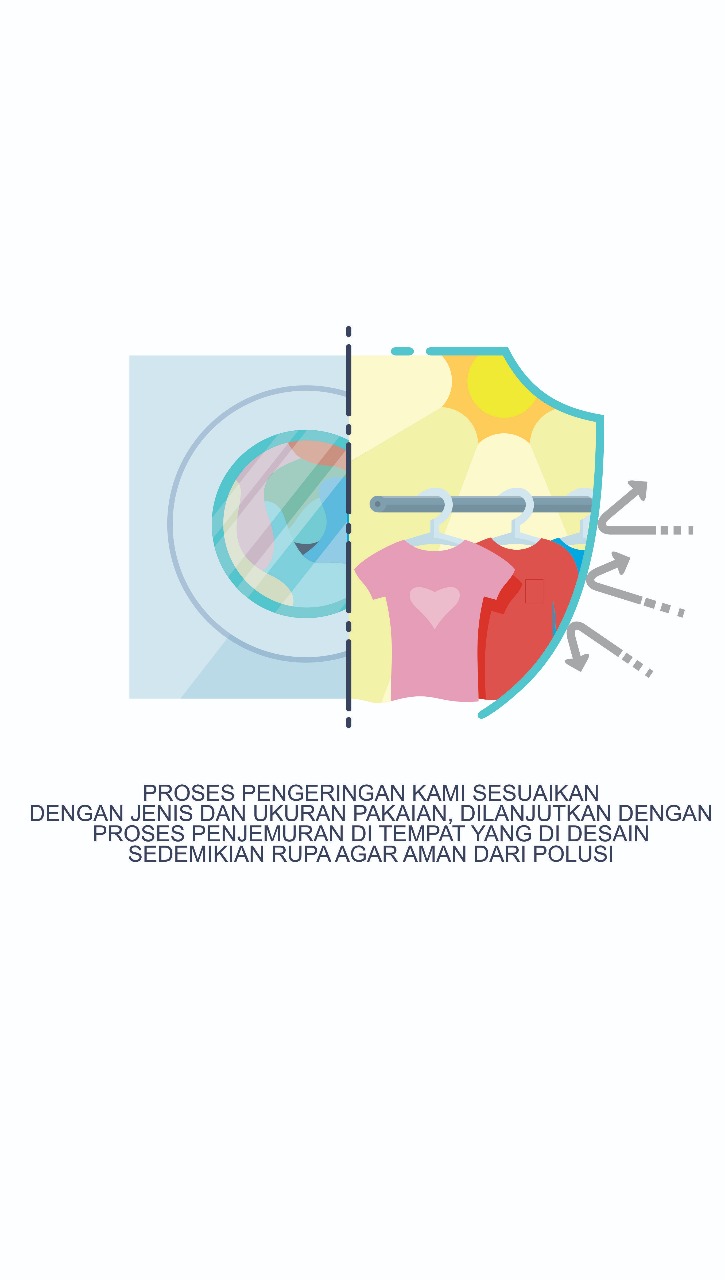 PROSES PENGERINGAN KAMI SESUAIKAN
DENGAN JENIS DAN UKURAN PAKAIAN, DILANJUTKAN DENGAN
PROSES PENJEMURAN DI TEMPAT YANG DI DESAIN
SEDEMIKIAN RUPA AGAR AMAN DARI POLUSI